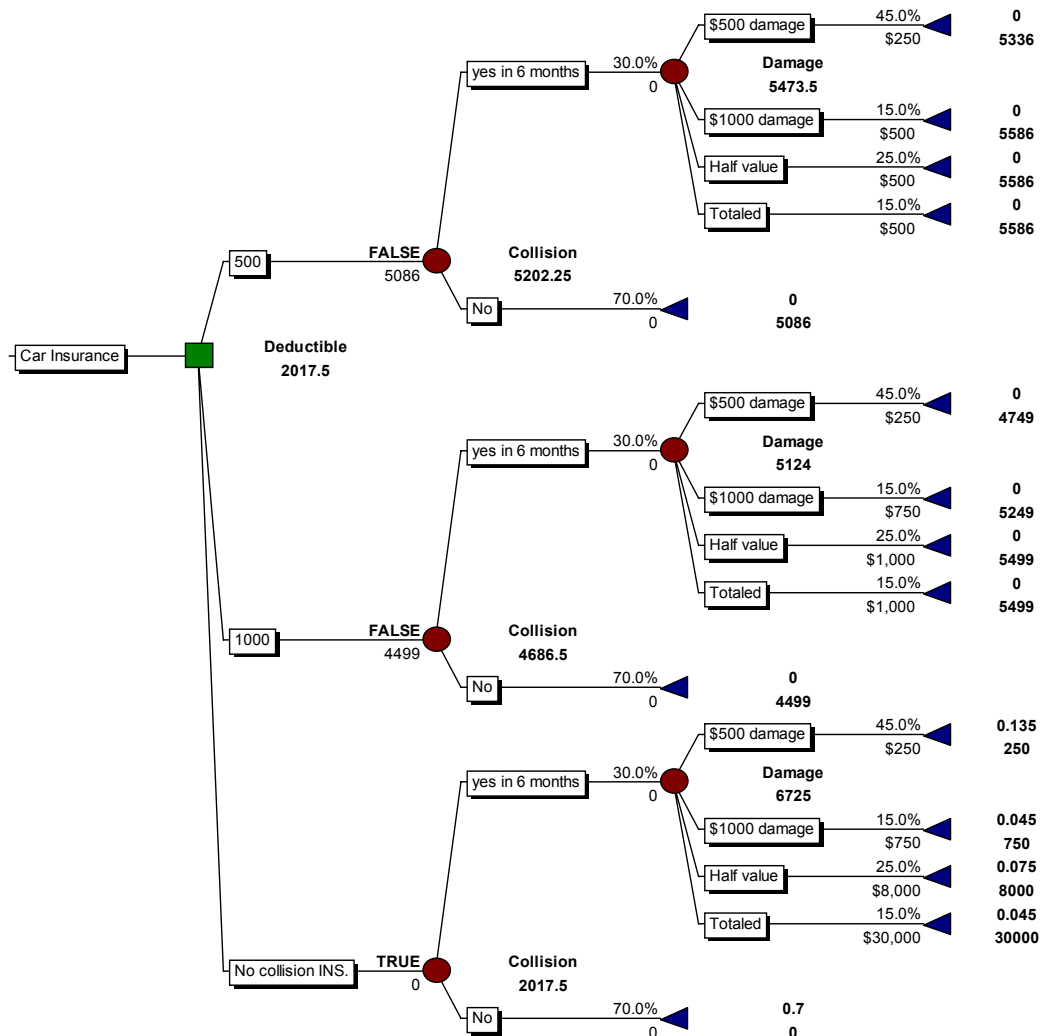 $500 damage 45.0% 0
$250 5336
yes in 6 months 30.0% Damage
0 5473.5
$1000 damage 15.0% 0
$500 5586
Half value 25.0% 0
$500 5586
Totaled 15.0% 0
$500 5586
500 FALSE Collision
5086 5202.25
No 70.0% 0
0 5086
Car Insurance Deductible
2017.5
$500 damage 45.0% 0
$250 4749
yes in 6 months 30.0% Damage
0 5124
$1000 damage 15.0% 0
$750 5249
Half value 25.0% 0
$1,000 5499
Totaled 15.0% 0
$1,000 5499
1000 FALSE Collision
4499 4686.5
No 70.0% 0
0 4499
$500 damage 45.0% 0.135
$250 250
yes in 6 months 30.0% Damage
0 6725
$1000 damage 15.0% 0.045
$750 750
Half value 25.0% 0.075
$8,000 8000
Totaled 15.0% 0.045
$30,000 30000
No collision INS. TRUE Collision
0 2017.5
No 70.0% 0.7
0 0